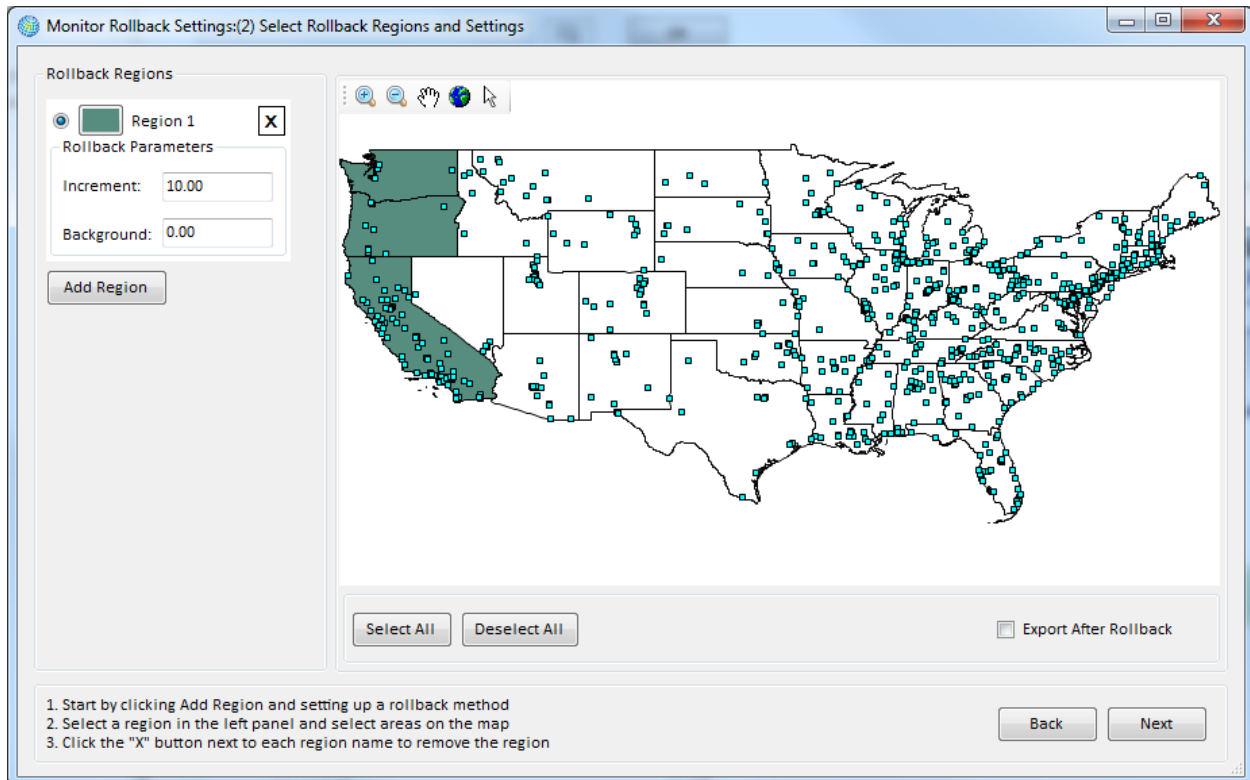 Monitor Rollback Settings:(2) Select Rollback Regions and Settings
Rollback Regions
Region 1
X
Rollback Parameters
Increment: 10.00
Background: 0.00
Add Region
Select All
Deselect All
Export After Rollback
1. Start by clicking Add Region and setting up a rollback method
2. Select a region in the left panel and select areas on the map
3. Click the "X" button next to each region name to remove the region
Back
Next